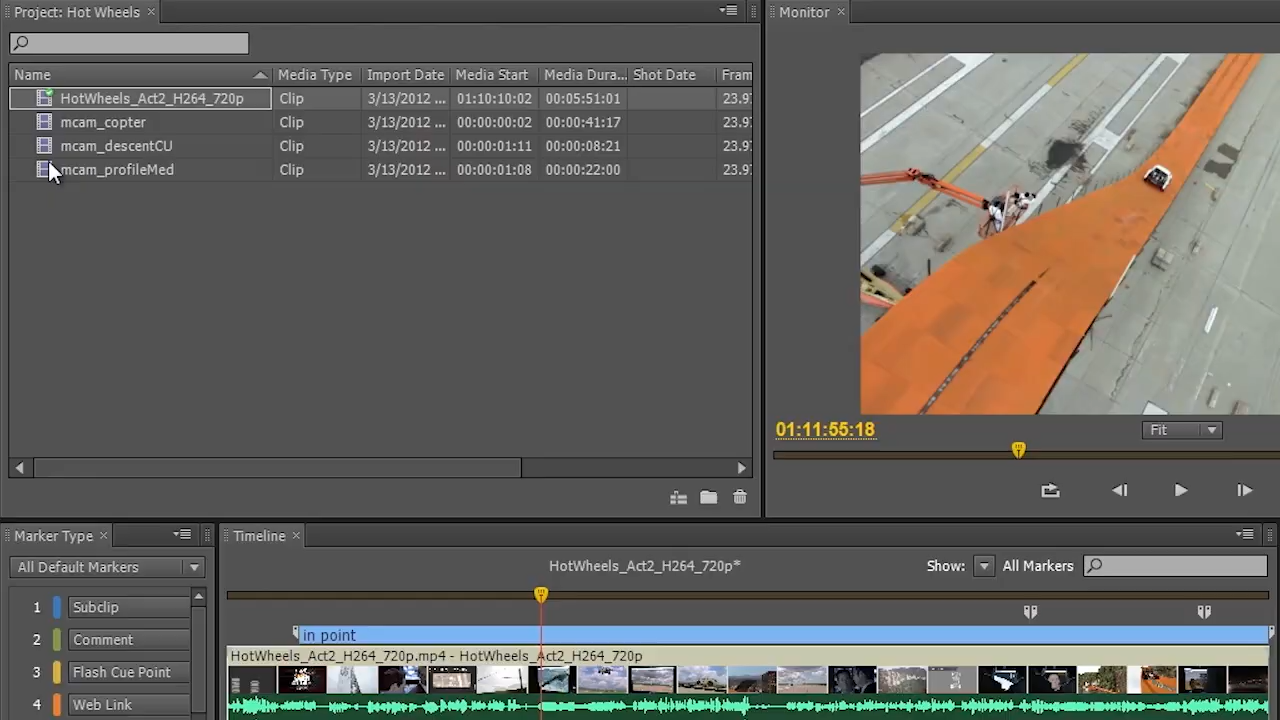 Project: Hot Wheels ×
Monitor ×
Name Media Type Import Date Media Start Media Dura... Shot Date Fram
HotWheels_Act2_H264_720p Clip 3/13/2012 ... 01:10:10:02 00:05:51:01 23.97
mcam_copter Clip 3/13/2012 ... 00:00:00:02 00:00:41:17 23.97
mcam_descentCU Clip 3/13/2012 ... 00:00:01:11 00:00:08:21 23.97
mcam_profileMed Clip 3/13/2012 ... 00:00:01:08 00:00:22:00 23.97
01:11:55:18 Fit
Marker Type ×
Timeline ×
All Default Markers
HotWheels_Act2_H264_720p* Show: All Markers
1 Subclip
2 Comment
3 Flash Cue Point
4 Web Link
in point
HotWheels_Act2_H264_720p.mp4 - HotWheels_Act2_H264_720p